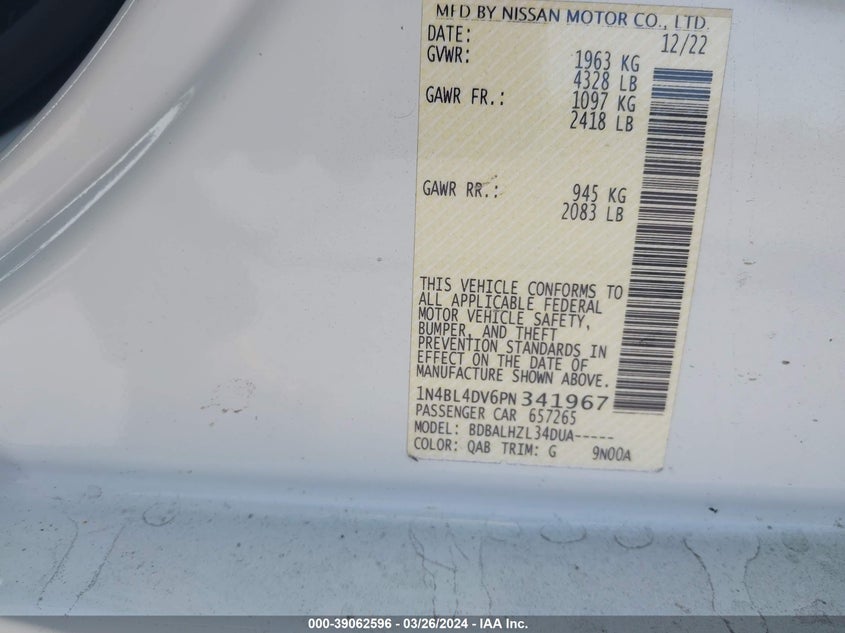 MFD BY NISSAN MOTOR CO., LTD.
DATE: 12/22
GVWR: 1963 KG
4328 LB
GAWR FR.: 1097 KG
2418 LB
GAWR RR.: 945 KG
2083 LB
THIS VEHICLE CONFORMS TO
ALL APPLICABLE FEDERAL
MOTOR VEHICLE SAFETY,
BUMPER, AND THEFT
PREVENTION STANDARDS IN
EFFECT ON THE DATE OF
MANUFACTURE SHOWN ABOVE.
1N4BL4DV6PN 341967
PASSENGER CAR 657265
MODEL: BDBALHZL34DUA-----
COLOR: QAB TRIM: G 9N00A
000-39062596 - 03/26/2024 - IAA Inc.